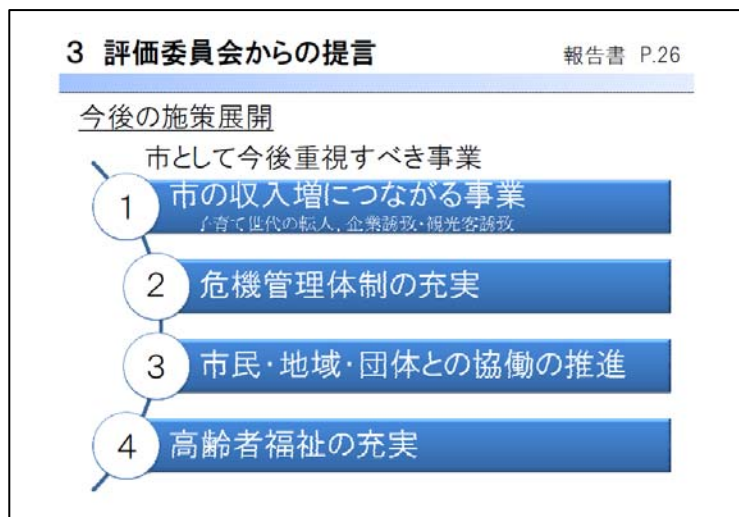 3 評価委員会からの提言
報告書 P.26
今後の施策展開
市として今後重視すべき事業
1 市の収入増につながる事業
子育て世代の転入，企業誘致・観光客誘致
2 危機管理体制の充実
3 市民・地域・団体との協働の推進
4 高齢者福祉の充実